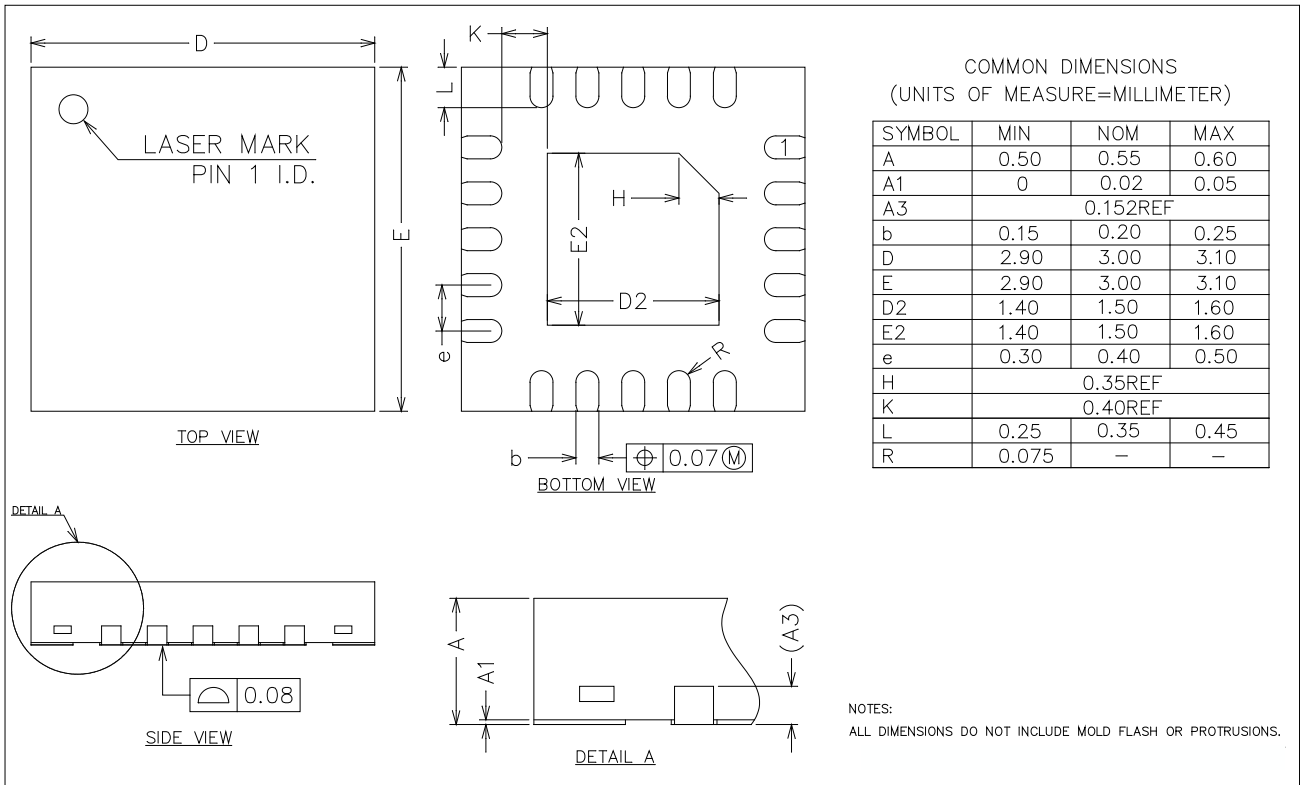 D
LASER MARK
PIN 1 I.D.
E
TOP VIEW
K
L
1
H
E2
D2
e
R
b
⌖ 0.07 Ⓜ
BOTTOM VIEW
COMMON DIMENSIONS
(UNITS OF MEASURE=MILLIMETER)
SYMBOL MIN NOM MAX
A 0.50 0.55 0.60
A1 0 0.02 0.05
A3 0.152REF
b 0.15 0.20 0.25
D 2.90 3.00 3.10
E 2.90 3.00 3.10
D2 1.40 1.50 1.60
E2 1.40 1.50 1.60
e 0.30 0.40 0.50
H 0.35REF
K 0.40REF
L 0.25 0.35 0.45
R 0.075 – –
DETAIL A
⌓ 0.08
SIDE VIEW
A
A1
(A3)
DETAIL A
NOTES:
ALL DIMENSIONS DO NOT INCLUDE MOLD FLASH OR PROTRUSIONS.